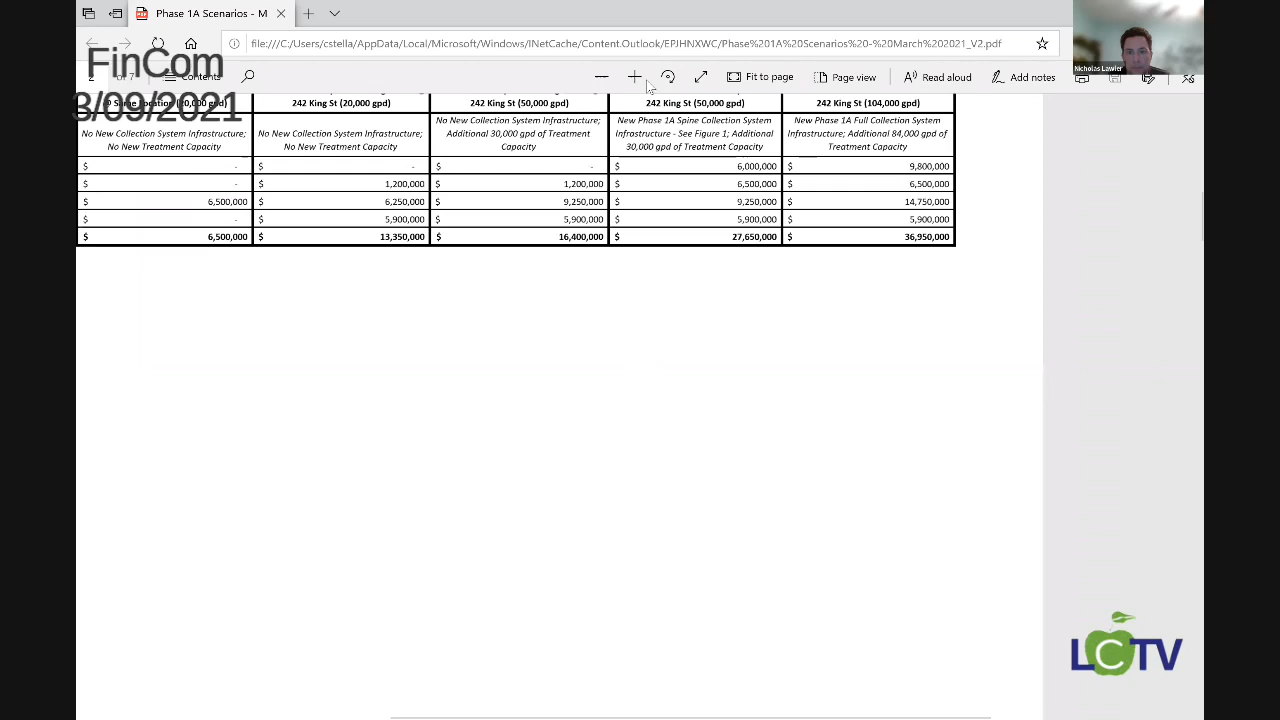 Phase 1A Scenarios - M
file:///C:/Users/cstella/AppData/Local/Microsoft/Windows/INetCache/Content.Outlook/EPJHNXWC/Phase%201A%20Scenarios%20-%20March%202021_V2.pdf
Nicholas Lawler
2 of 7 Contents Fit to page Page view Read aloud Add notes
FinCom
3/09/2021
@ Same Location (20,000 gpd) 242 King St (20,000 gpd) 242 King St (50,000 gpd) 242 King St (50,000 gpd) 242 King St (104,000 gpd)
No New Collection System Infrastructure;
No New Treatment Capacity
No New Collection System Infrastructure;
No New Treatment Capacity
No New Collection System Infrastructure;
Additional 30,000 gpd of Treatment
Capacity
New Phase 1A Spine Collection System
Infrastructure - See Figure 1; Additional
30,000 gpd of Treatment Capacity
New Phase 1A Full Collection System
Infrastructure; Additional 84,000 gpd of
Treatment Capacity
$ - $ - $ - $ 6,000,000 $ 9,800,000
$ - $ 1,200,000 $ 1,200,000 $ 6,500,000 $ 6,500,000
$ 6,500,000 $ 6,250,000 $ 9,250,000 $ 9,250,000 $ 14,750,000
$ - $ 5,900,000 $ 5,900,000 $ 5,900,000 $ 5,900,000
$ 6,500,000 $ 13,350,000 $ 16,400,000 $ 27,650,000 $ 36,950,000
LCTV